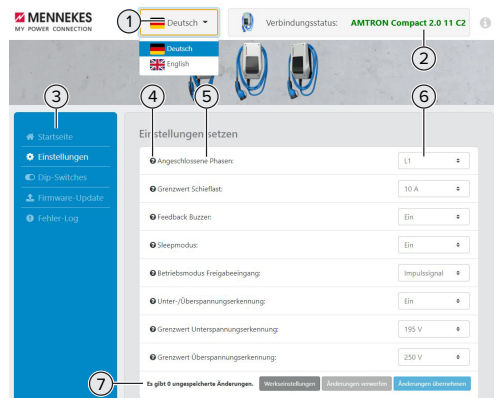 MENNEKES
MY POWER CONNECTION
1
Deutsch
Verbindungsstatus: AMTRON Compact 2.0 11 C2
Deutsch
English
2
3
4
5
6
Einstellungen setzen
Startseite
Einstellungen
Dip-Switches
Firmware-Update
Fehler-Log
Angeschlossene Phasen: L1
Grenzwert Schieflast: 10 A
Feedback Buzzer: Ein
Sleepmodus: Ein
Betriebsmodus Freigabeeingang: Impulssignal
Unter-/Überspannungserkennung: Ein
Grenzwert Unterspannungserkennung: 195 V
Grenzwert Überspannungserkennung: 250 V
7
Es gibt 0 ungespeicherte Änderungen. Werkseinstellungen Änderungen verwerfen Änderungen übernehmen